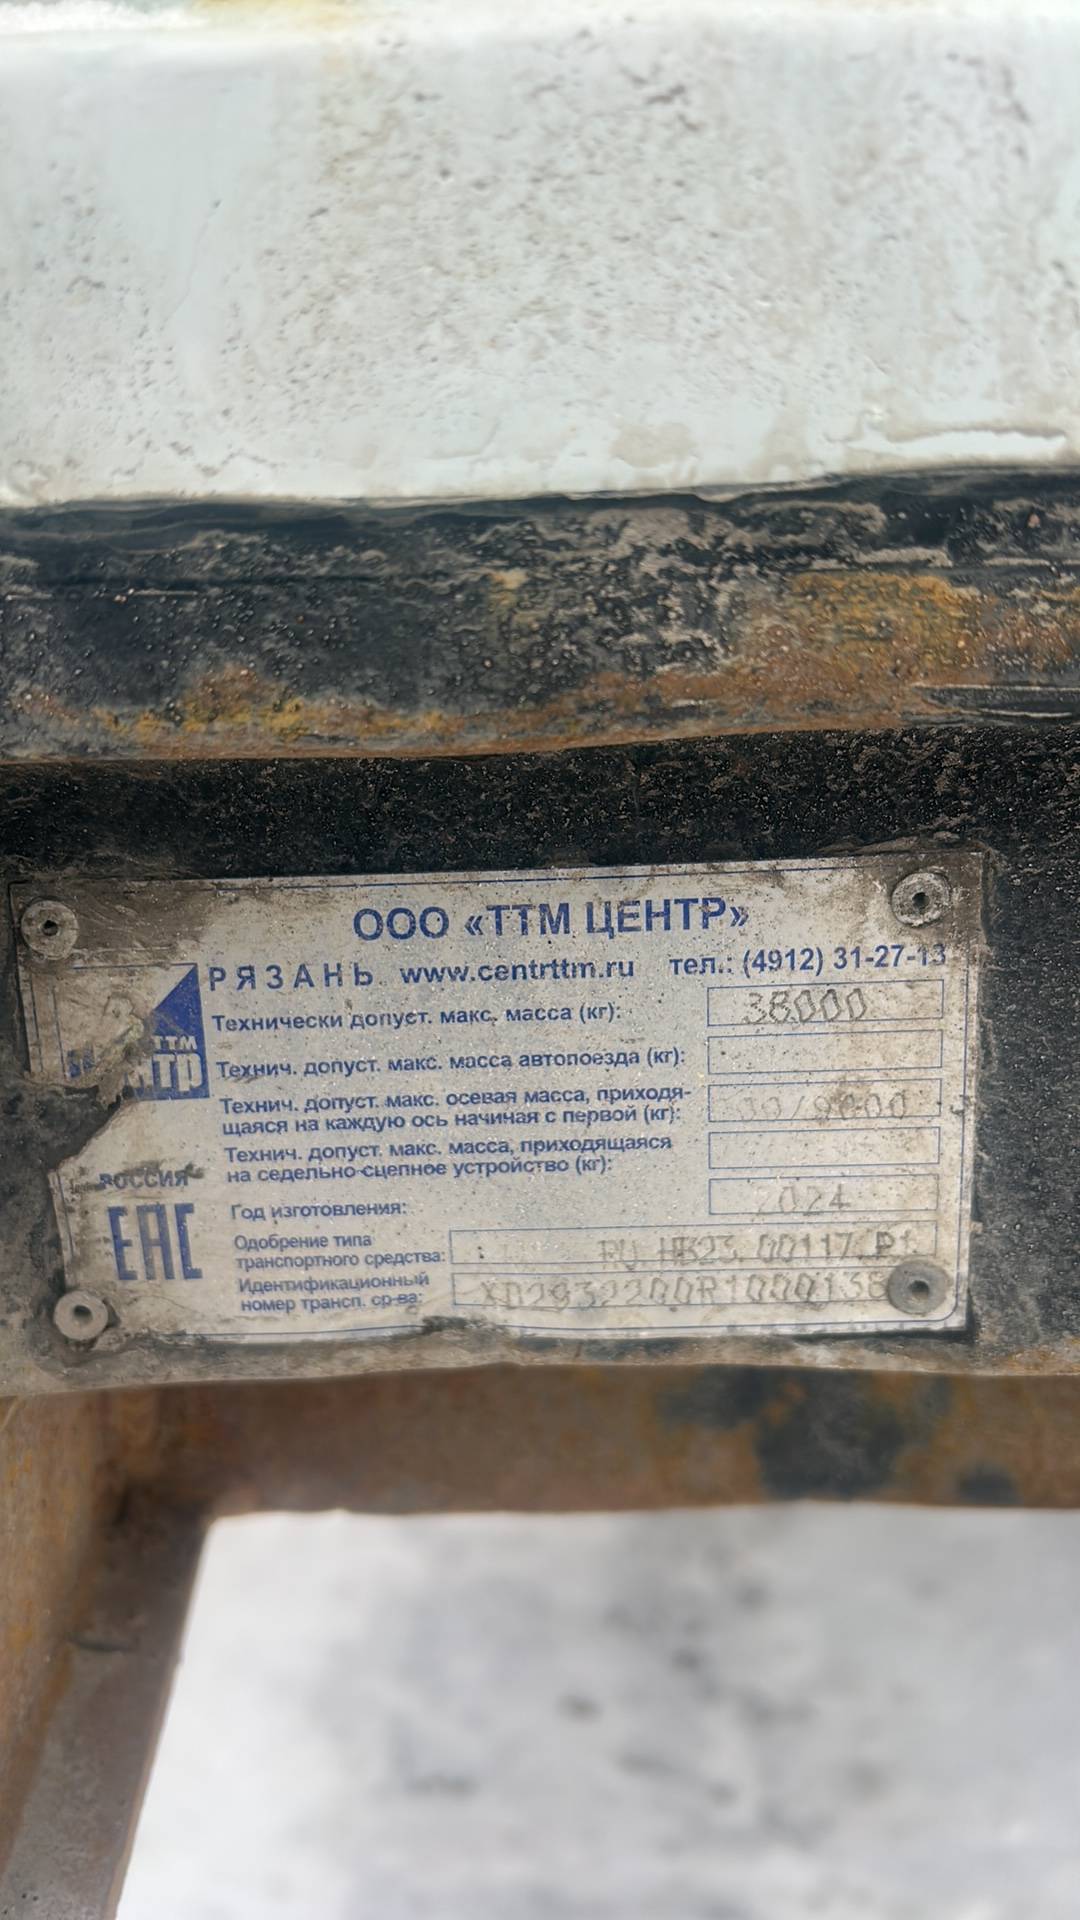 ООО «ТТМ ЦЕНТР»
РЯЗАНЬ www.centrttm.ru тел.: (4912) 31-27-13
Технически допуст. макс. масса (кг): 38000
ТТМ
Технич. допуст. макс. масса автопоезда (кг):
Технич. допуст. макс. осевая масса, приходя-
щаяся на каждую ось начиная с первой (кг):
Технич. допуст. макс. масса, приходящаяся
на седельно-сцепное устройство (кг):
РОССИЯ
ЕАС
Год изготовления: 2024
Одобрение типа
транспортного средства:
Идентификационный
номер трансп. ср-ва: